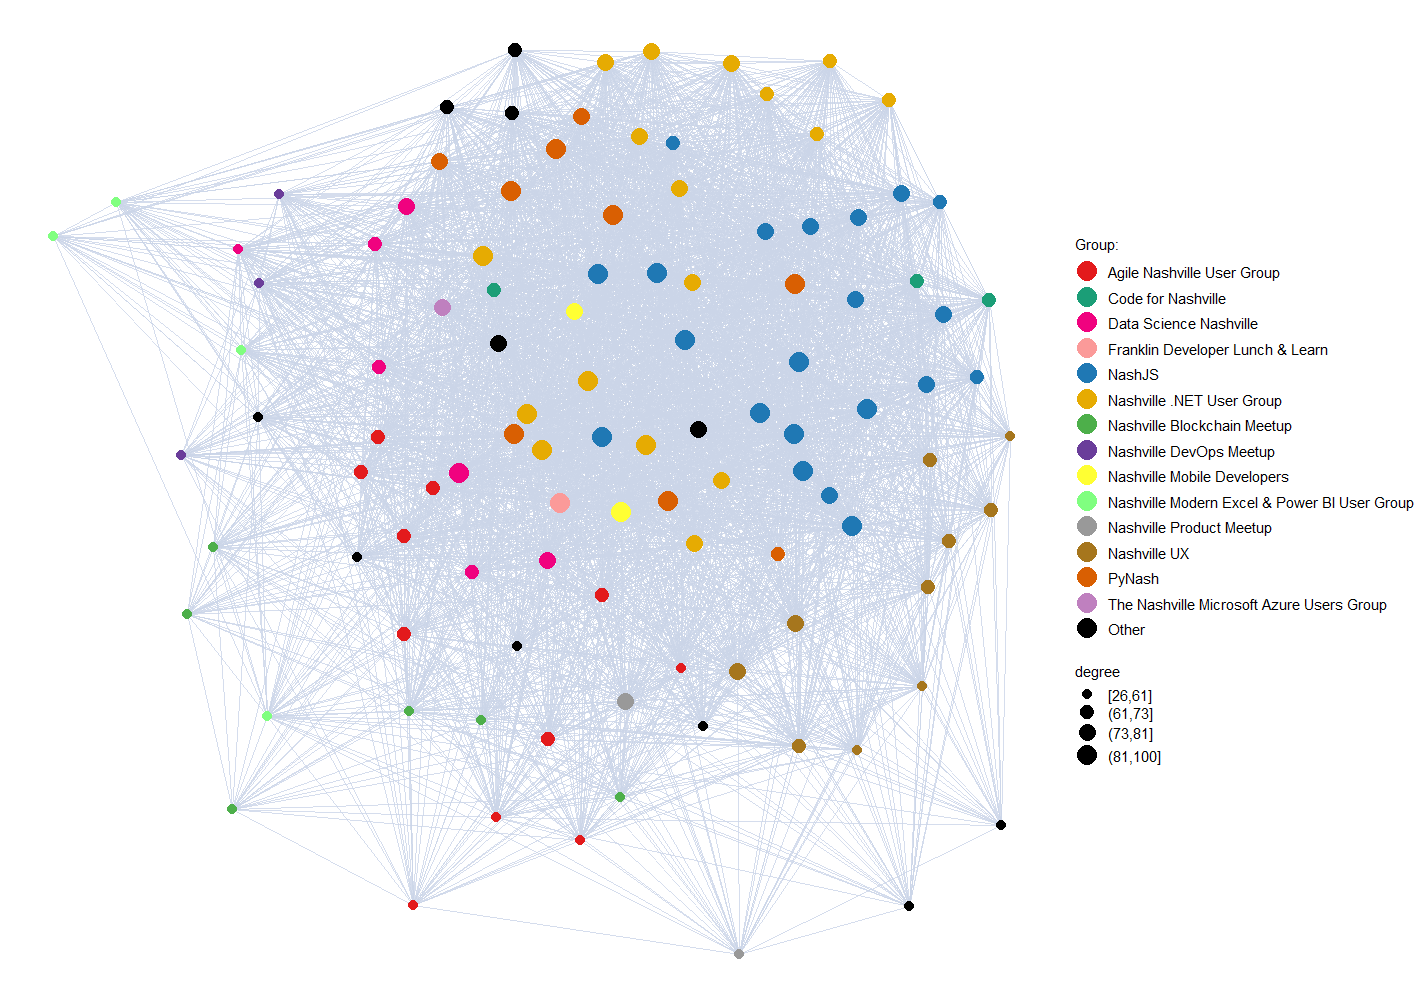 Group:
Agile Nashville User Group
Code for Nashville
Data Science Nashville
Franklin Developer Lunch & Learn
NashJS
Nashville .NET User Group
Nashville Blockchain Meetup
Nashville DevOps Meetup
Nashville Mobile Developers
Nashville Modern Excel & Power BI User Group
Nashville Product Meetup
Nashville UX
PyNash
The Nashville Microsoft Azure Users Group
Other
degree
[26,61]
(61,73]
(73,81]
(81,100]